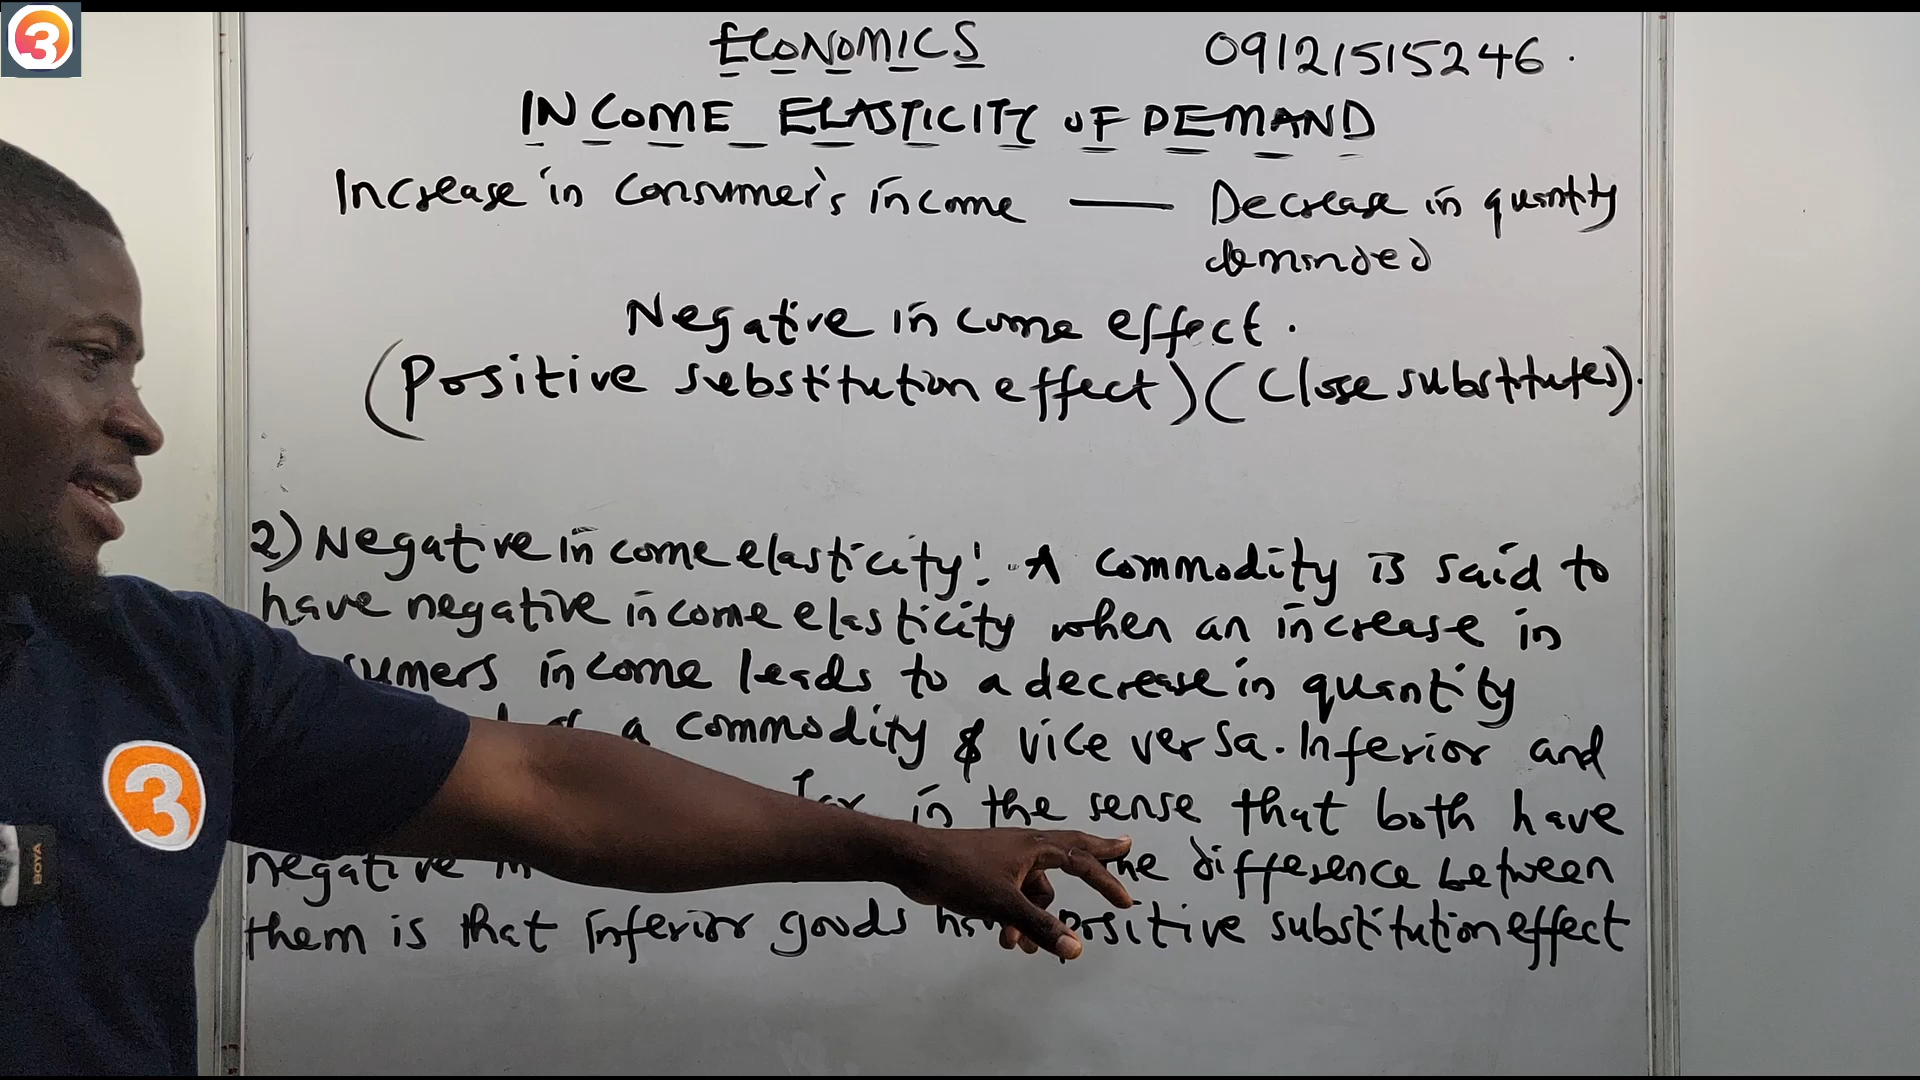 3
ECONOMICS 09121515246.
INCOME ELASTICITY OF DEMAND
Increase in consumer's income — Decrease in quantity
demanded
Negative income effect.
(Positive substitution effect) (Close substitutes).
2) Negative income elasticity: A commodity is said to
have negative income elasticity when an increase in
income leads to a decrease in quantity
a commodity & vice versa. Inferior and
in the sense that both have
negative difference between
them is that inferior goods positive substitution effect
3
BOYA